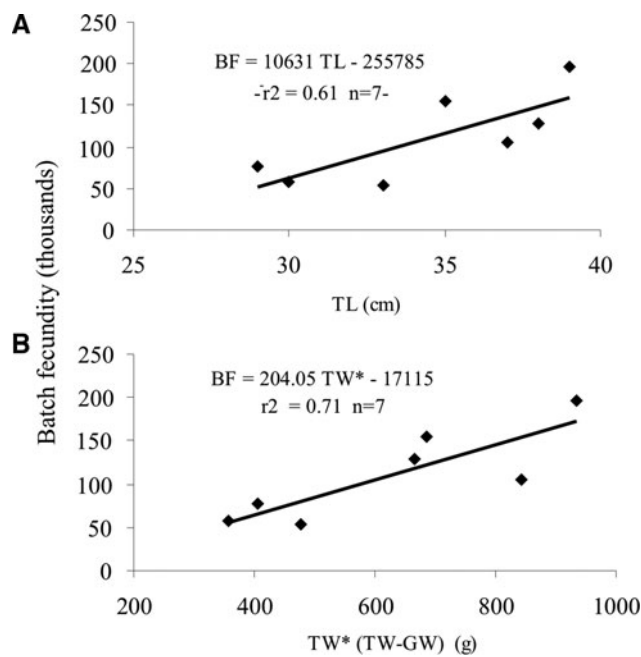 A
BF = 10631 TL - 255785
-r2 = 0.61 n=7-
250
200
150
100
50
0
25 30 35 40
TL (cm)
Batch fecundity (thousands)
B
BF = 204.05 TW* - 17115
r2 = 0.71 n=7
250
200
150
100
50
0
200 400 600 800 1000
TW* (TW-GW) (g)